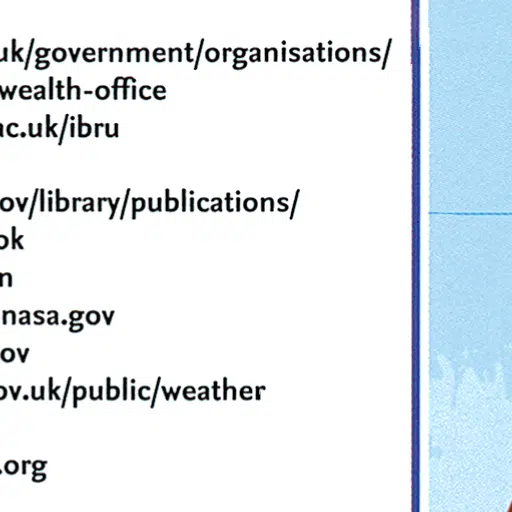 uk/government/organisations/
wealth-office
ac.uk/ibru
ov/library/publications/
ok
n
nasa.gov
ov
ov.uk/public/weather
.org